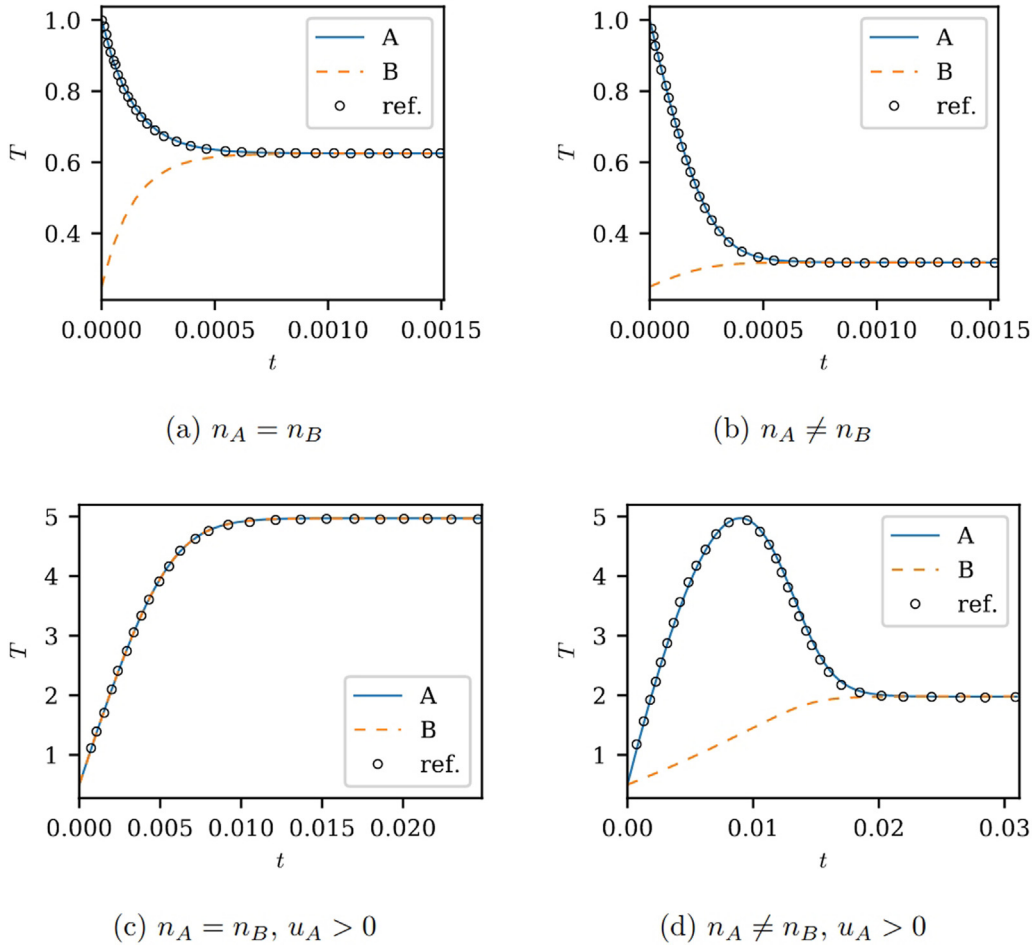 1.0
0.8
0.6
0.4
T
0.0000 0.0005 0.0010 0.0015
t
A
B
ref.
(a) n_A = n_B
1.0
0.8
0.6
0.4
T
0.0000 0.0005 0.0010 0.0015
t
A
B
ref.
(b) n_A ≠ n_B
5
4
3
2
1
T
0.000 0.005 0.010 0.015 0.020
t
A
B
ref.
(c) n_A = n_B, u_A > 0
5
4
3
2
1
T
0.00 0.01 0.02 0.03
t
A
B
ref.
(d) n_A ≠ n_B, u_A > 0